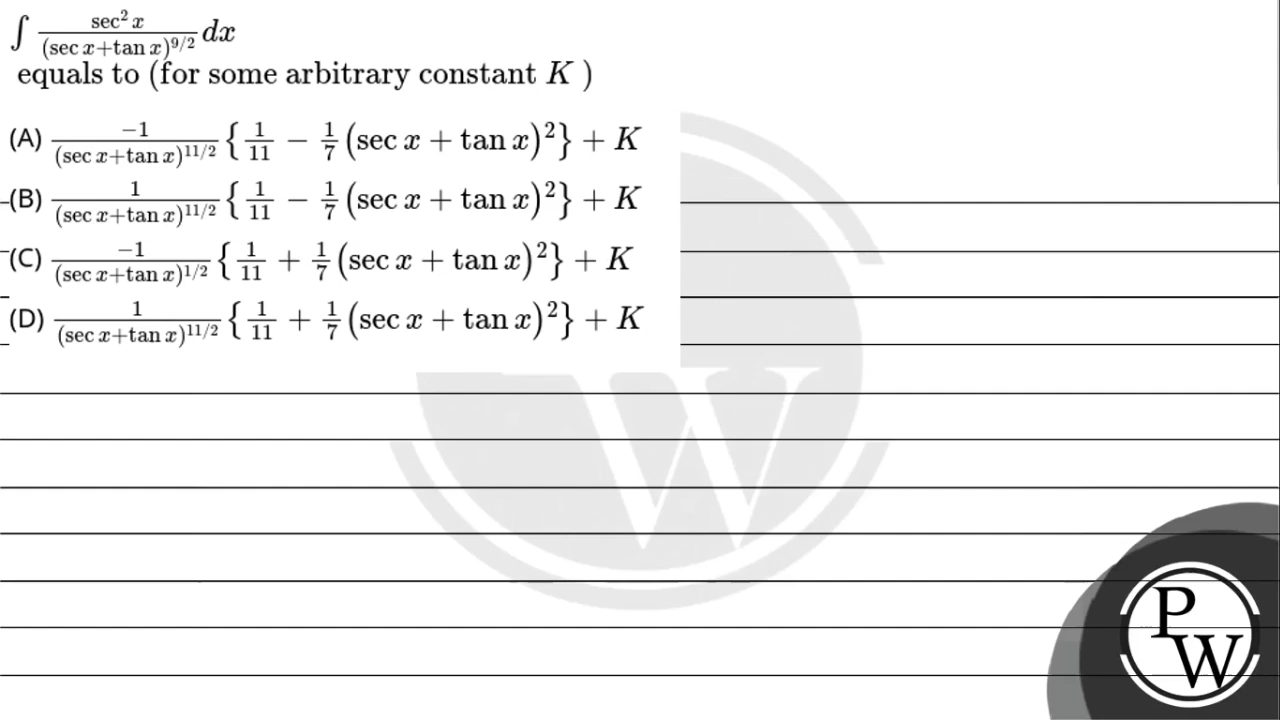 ∫ sec² x / (sec x+tan x)^{9/2} dx
equals to (for some arbitrary constant K )
(A) −1 / (sec x+tan x)^{11/2} { 1/11 − 1/7 (sec x + tan x)² } + K
(B) 1 / (sec x+tan x)^{11/2} { 1/11 − 1/7 (sec x + tan x)² } + K
(C) −1 / (sec x+tan x)^{1/2} { 1/11 + 1/7 (sec x + tan x)² } + K
(D) 1 / (sec x+tan x)^{11/2} { 1/11 + 1/7 (sec x + tan x)² } + K
W
P
W